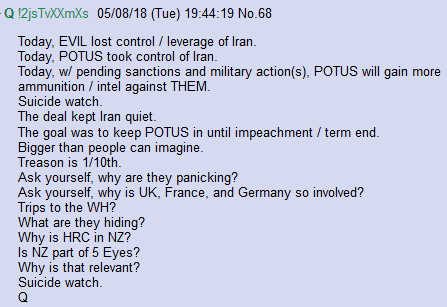 Q !2jsTvXXmXs 05/08/18 (Tue) 19:44:19 No.68
Today, EVIL lost control / leverage of Iran.
Today, POTUS took control of Iran.
Today, w/ pending sanctions and military action(s), POTUS will gain more
ammunition / intel against THEM.
Suicide watch.
The deal kept Iran quiet.
The goal was to keep POTUS in until impeachment / term end.
Bigger than people can imagine.
Treason is 1/10th.
Ask yourself, why are they panicking?
Ask yourself, why is UK, France, and Germany so involved?
Trips to the WH?
What are they hiding?
Why is HRC in NZ?
Is NZ part of 5 Eyes?
Why is that relevant?
Suicide watch.
Q